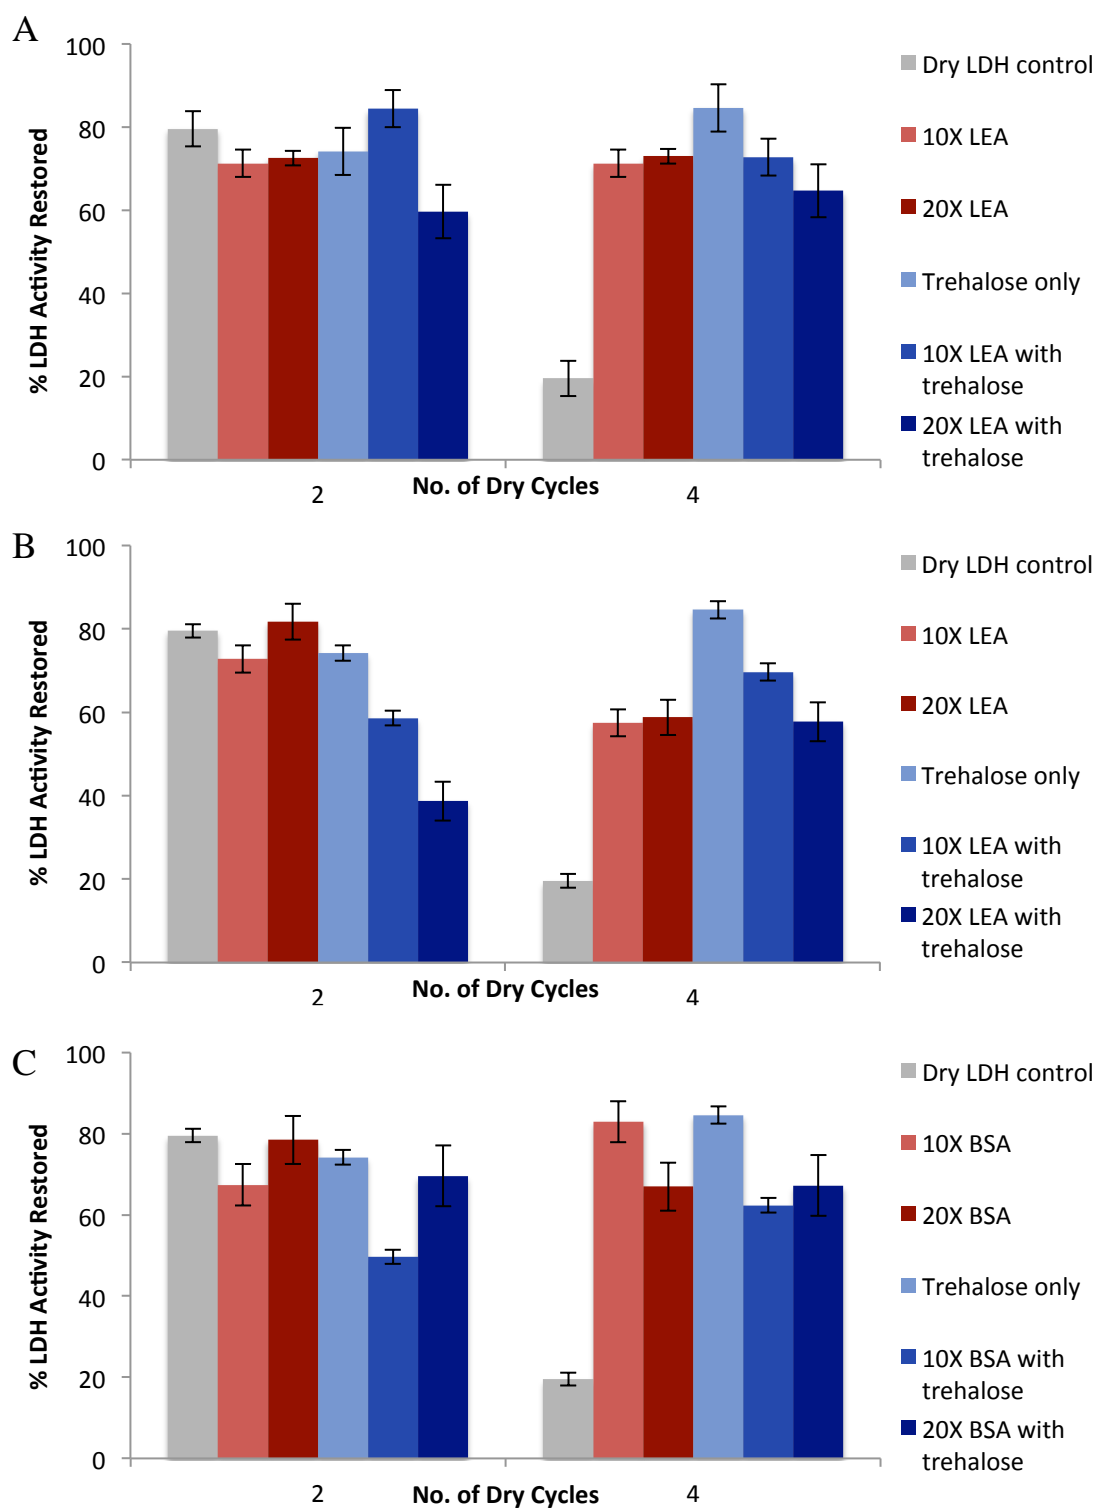 A
100
80
60
40
20
0
% LDH Activity Restored
2
No. of Dry Cycles
4
Dry LDH control
10X LEA
20X LEA
Trehalose only
10X LEA with
trehalose
20X LEA with
trehalose
B
100
80
60
40
20
0
% LDH Activity Restored
2
No. of Dry Cycles
4
Dry LDH control
10X LEA
20X LEA
Trehalose only
10X LEA with
trehalose
20X LEA with
trehalose
C
100
80
60
40
20
0
% LDH Activity Restored
2
No. of Dry Cycles
4
Dry LDH control
10X BSA
20X BSA
Trehalose only
10X BSA with
trehalose
20X BSA with
trehalose